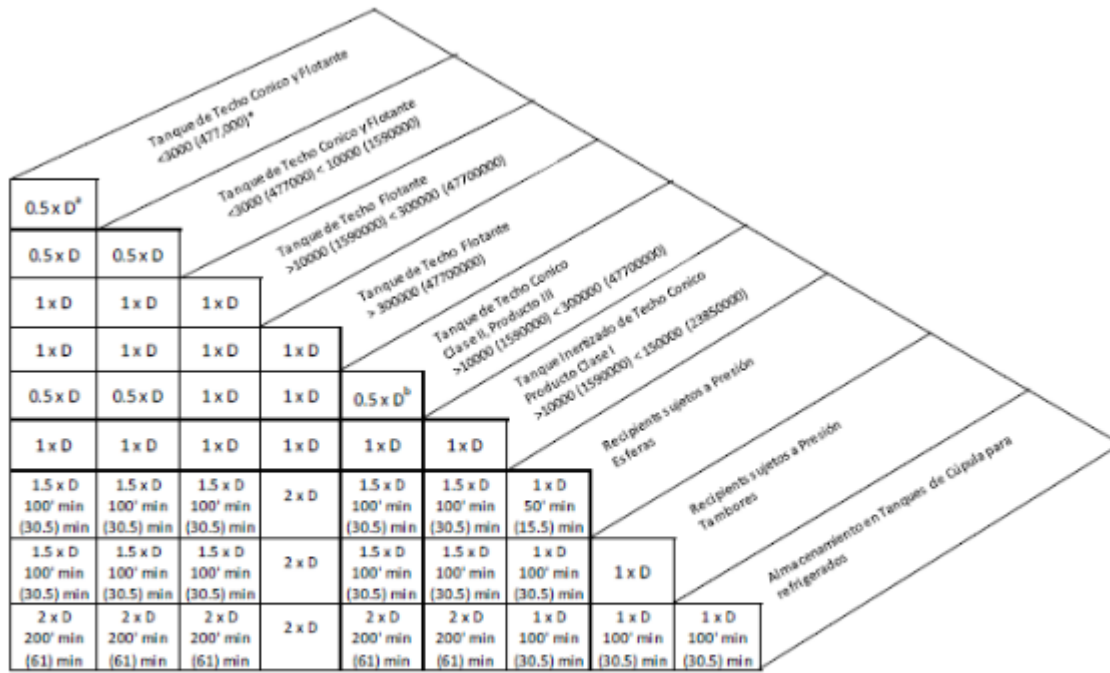 Tanque de Techo Conico y Flotante
<3000 (477,000)*
Tanque de Techo Conico y Flotante
<3000 (477000) < 10000 (1590000)
Tanque de Techo Flotante
>10000 (1590000) < 300000 (47700000)
Tanque de Techo Flotante
> 300000 (47700000)
Tanque de Techo Conico
Clase II, Producto III
>10000 (1590000) < 300000 (47700000)
Tanque Inertizado de Techo Conico
Producto Clase I
>10000 (1590000) < 150000 (23850000)
Recipients sujetos a Presión
Esferas
Recipients sujetos a Presión
Tambores
Almacenamiento en Tanques de Cúpula para
refrigerados
0.5 x Dª
0.5 x D 0.5 x D
1 x D 1 x D 1 x D
1 x D 1 x D 1 x D 1 x D
0.5 x D 0.5 x D 1 x D 1 x D 0.5 x Dᵇ
1 x D 1 x D 1 x D 1 x D 1 x D 1 x D
1.5 x D 1.5 x D 1.5 x D 2 x D 1.5 x D 1.5 x D 1 x D
100' min 100' min 100' min 100' min 100' min 50' min
(30.5) min (30.5) min (30.5) min (30.5) min (30.5) min (15.5) min
1.5 x D 1.5 x D 1.5 x D 2 x D 1.5 x D 1.5 x D 1 x D 1 x D
100' min 100' min 100' min 100' min 100' min 100' min
(30.5) min (30.5) min (30.5) min (30.5) min (30.5) min (30.5) min
2 x D 2 x D 2 x D 2 x D 2 x D 2 x D 1 x D 1 x D 1 x D
200' min 200' min 200' min 200' min 200' min 100' min 100' min 100' min
(61) min (61) min (61) min (61) min (61) min (30.5) min (30.5) min (30.5) min